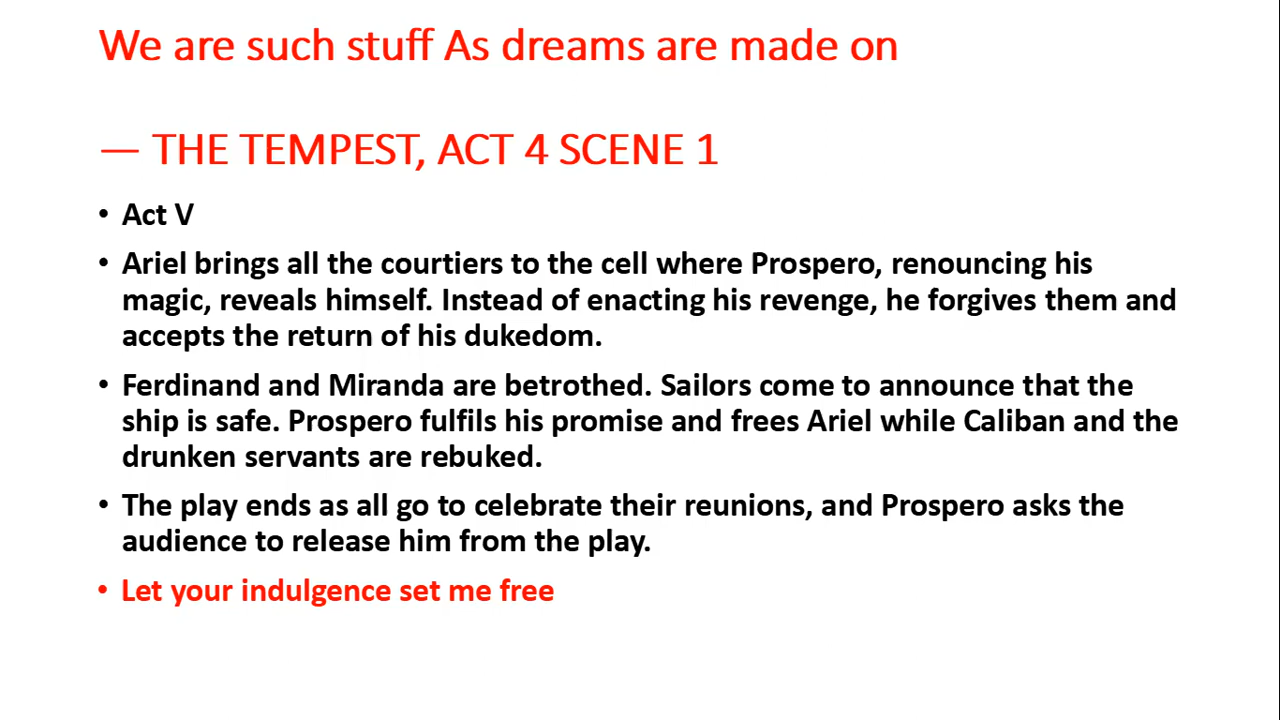 We are such stuff As dreams are made on
— THE TEMPEST, ACT 4 SCENE 1
• Act V
• Ariel brings all the courtiers to the cell where Prospero, renouncing his
magic, reveals himself. Instead of enacting his revenge, he forgives them and
accepts the return of his dukedom.
• Ferdinand and Miranda are betrothed. Sailors come to announce that the
ship is safe. Prospero fulfils his promise and frees Ariel while Caliban and the
drunken servants are rebuked.
• The play ends as all go to celebrate their reunions, and Prospero asks the
audience to release him from the play.
• Let your indulgence set me free